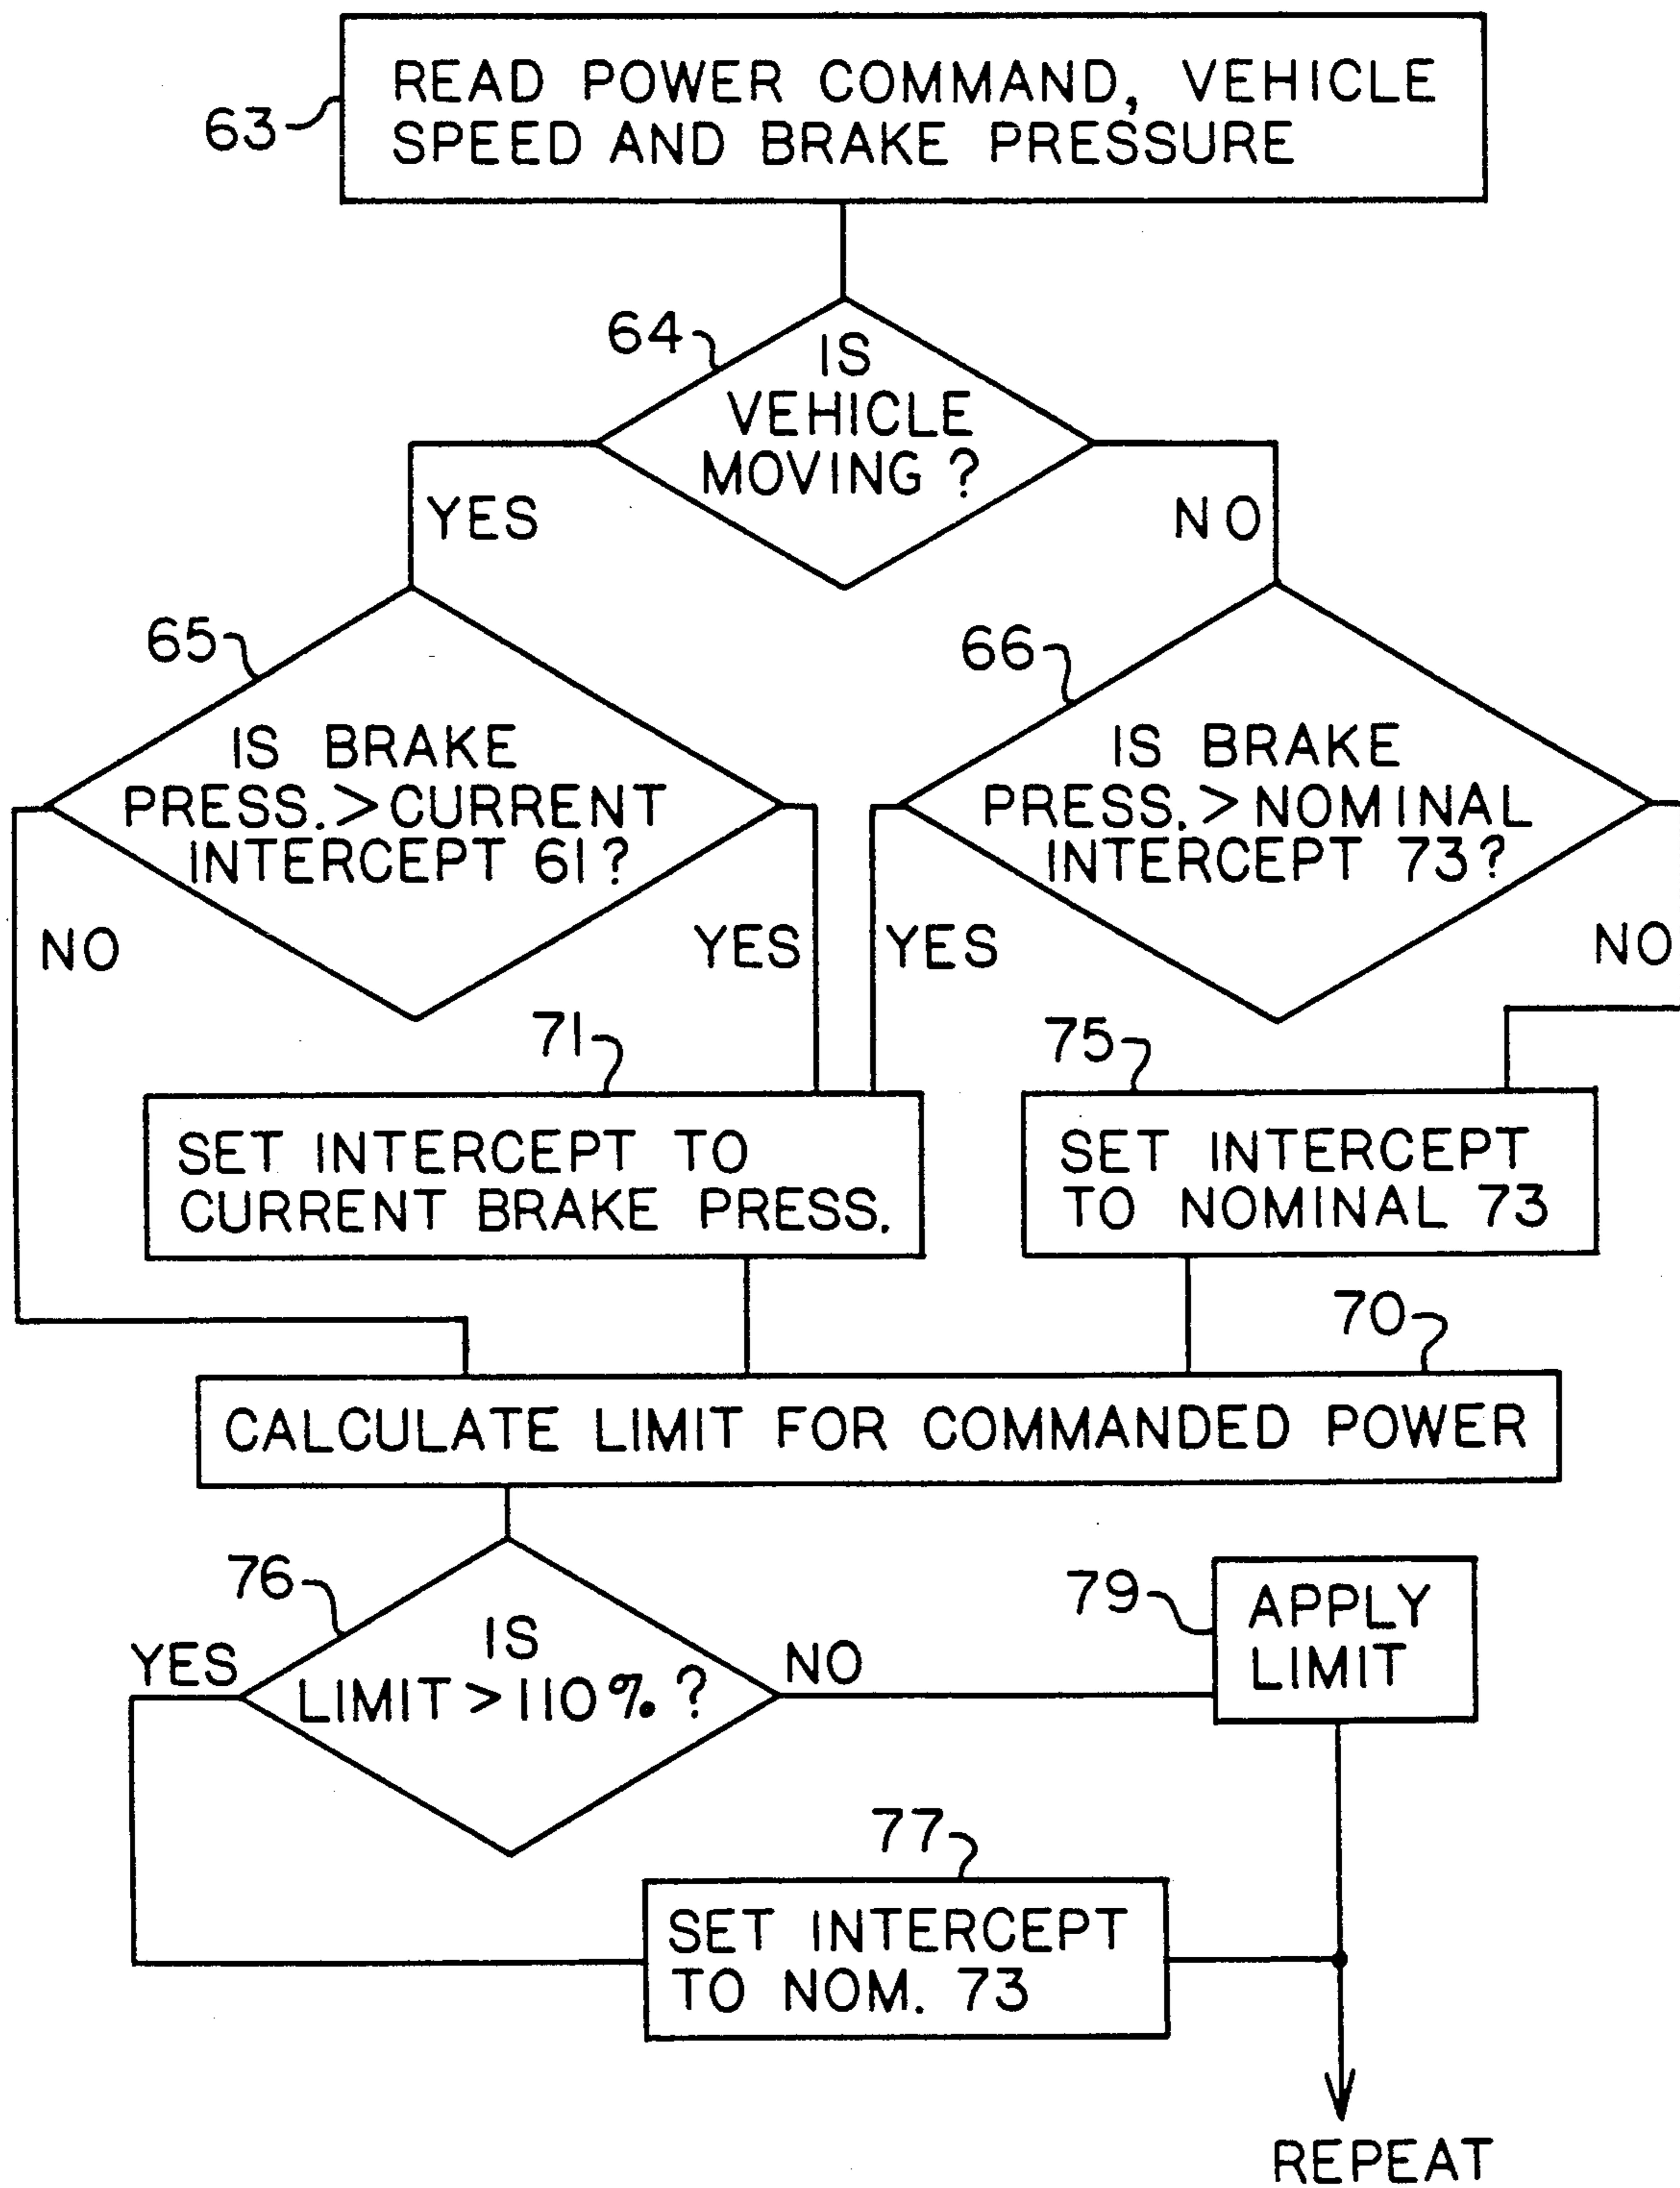 READ POWER COMMAND, VEHICLE
SPEED AND BRAKE PRESSURE
63
64
IS
VEHICLE
MOVING ?
YES
NO
65
IS BRAKE
PRESS. > CURRENT
INTERCEPT 61 ?
NO
YES
66
IS BRAKE
PRESS. > NOMINAL
INTERCEPT 73 ?
YES
NO
71
SET INTERCEPT TO
CURRENT BRAKE PRESS.
75
SET INTERCEPT
TO NOMINAL 73
70
CALCULATE LIMIT FOR COMMANDED POWER
76
IS
LIMIT > 110% ?
YES
NO
79
APPLY
LIMIT
77
SET INTERCEPT
TO NOM. 73
REPEAT